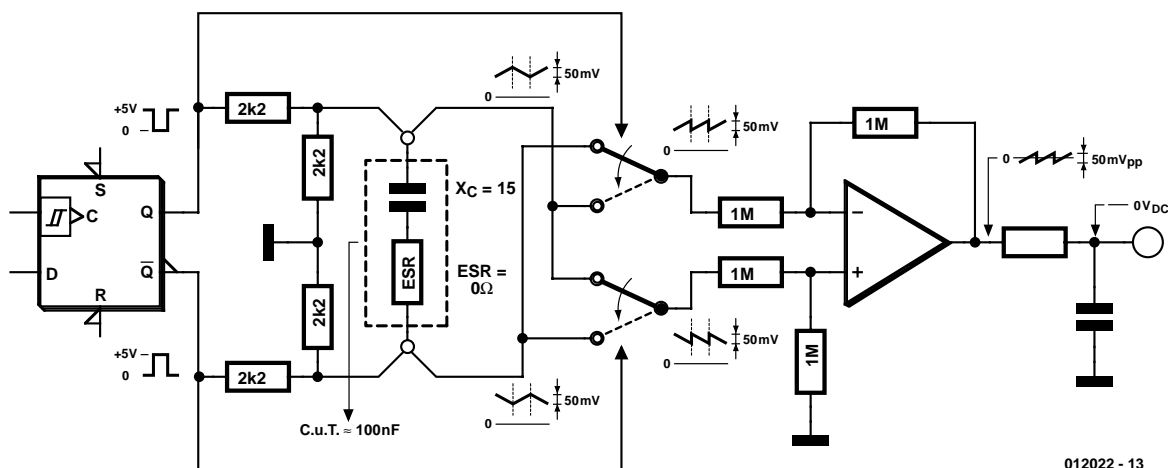 50mV
0
+5V
0
2k2
2k2
0
50mV
1M
S
C
Q
D
Q
R
X_C = 15
ESR
ESR =
0Ω
1M
1M
−
+
0
50mVpp
0V_DC
+5V
0
2k2
2k2
0
50mV
0
50mV
1M
C.u.T. ≈ 100nF
012022 - 13